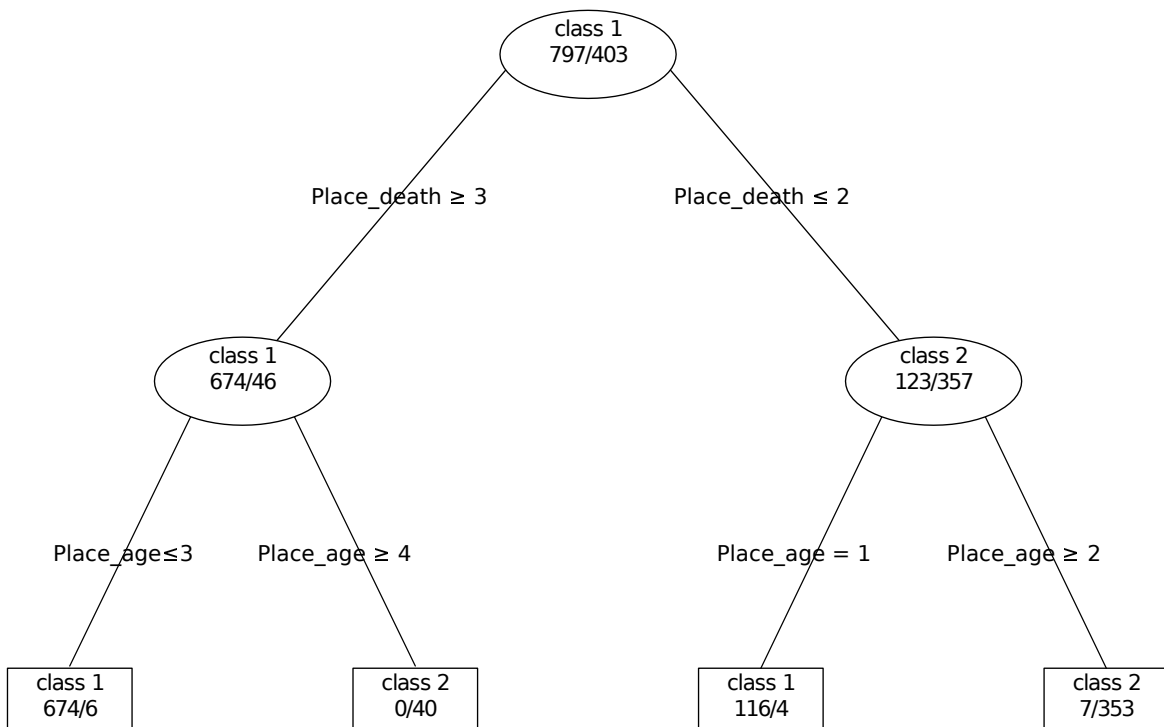 class 1
797/403
Place_death ≥ 3
Place_death ≤ 2
class 1
674/46
class 2
123/357
Place_age≤3
Place_age ≥ 4
Place_age = 1
Place_age ≥ 2
class 1
674/6
class 2
0/40
class 1
116/4
class 2
7/353